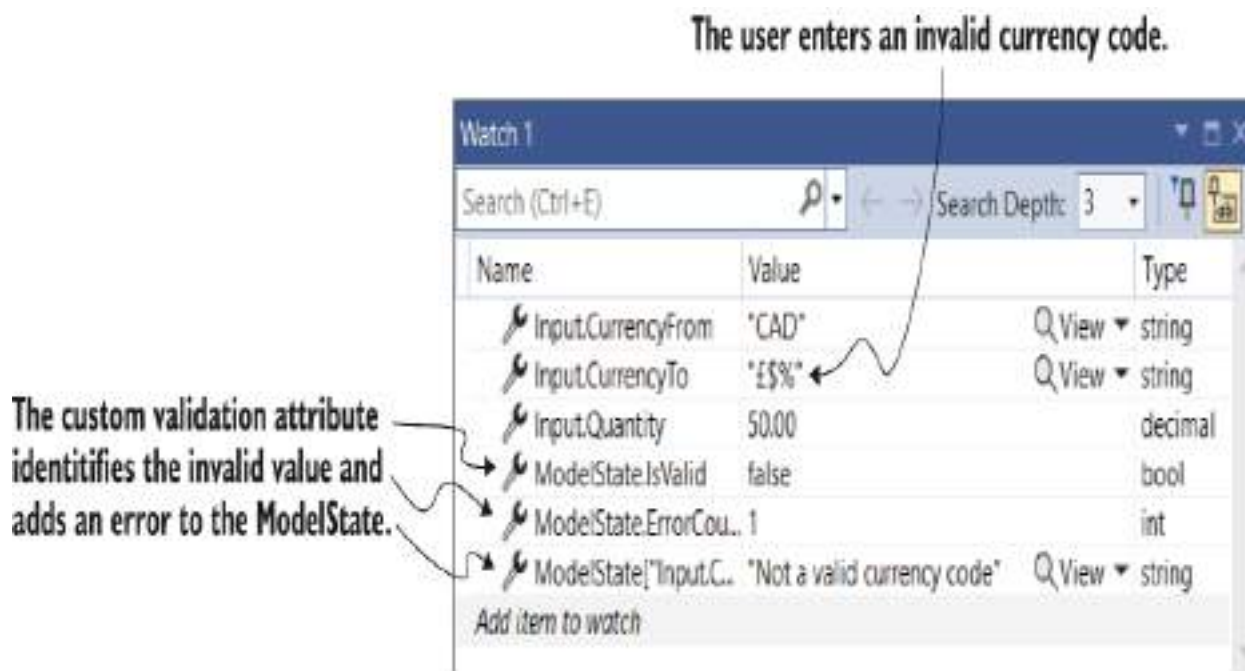 The user enters an invalid currency code.
Watch 1
Search (Ctrl+E) Search Depth: 3
Name Value Type
Input.CurrencyFrom "CAD" View string
Input.CurrencyTo "£$%" View string
Input.Quantity 50.00 decimal
ModelState.IsValid false bool
ModelState.ErrorCou... 1 int
ModelState["Input.C... "Not a valid currency code" View string
Add item to watch
The custom validation attribute
identitifies the invalid value and
adds an error to the ModelState.